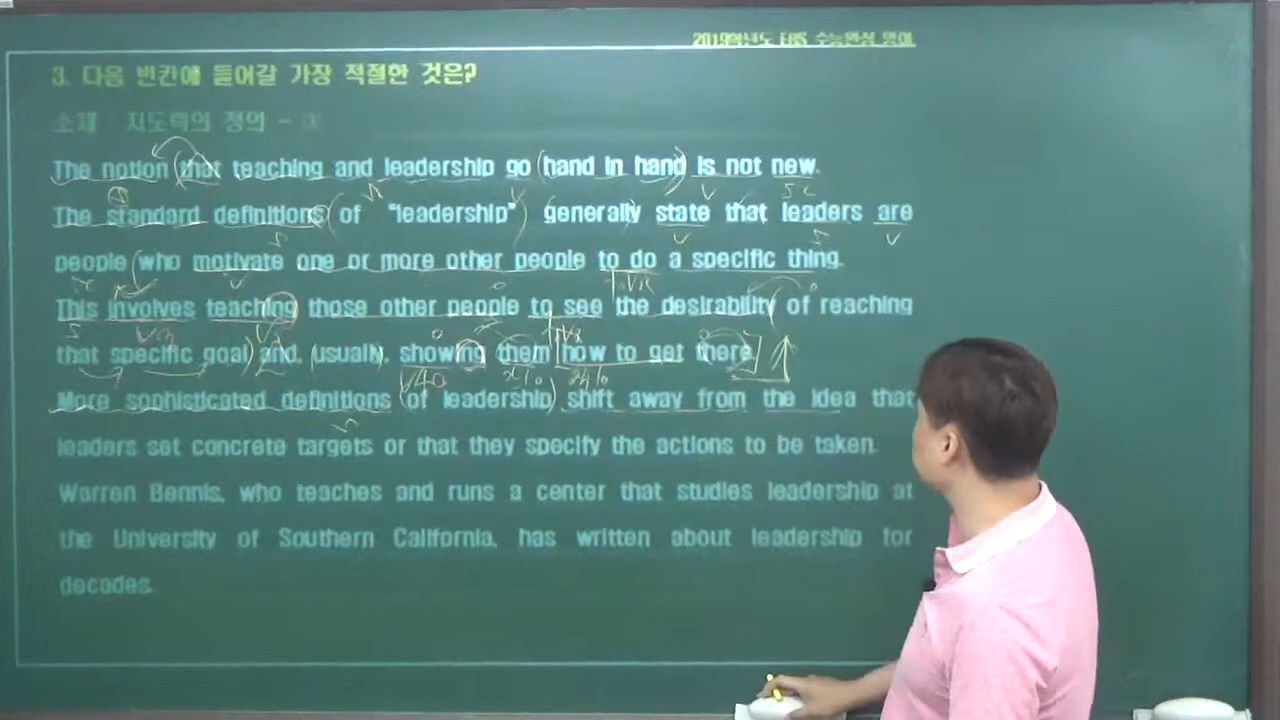 2019학년도 EBS 수능완성 영어
3. 다음 빈칸에 들어갈 가장 적절한 것은?
소재 지도력의 정의 -
The notion that teaching and leadership go hand in hand is not new.
The standard definitions of "leadership" generally state that leaders are
people who motivate one or more other people to do a specific thing.
This involves teaching those other people to see the desirability of reaching
that specific goal and, usually, showing them how to get there.
More sophisticated definitions of leadership shift away from the idea that
leaders set concrete targets or that they specify the actions to be taken.
Warren Bennis, who teaches and runs a center that studies leadership at
the University of Southern California, has written about leadership for
decades.